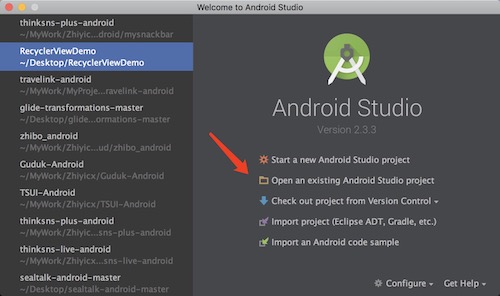 Welcome to Android Studio
thinksns-plus-android
~/MyWork/Zhiyic...droid/mysnackbar
RecyclerViewDemo
~/Desktop/RecyclerViewDemo
travelink-android
~/MyWork/MyProje...ravelink-android
glide-transformations-master
~/Desktop/glide...ormations-master
zhibo_android
~/MyWork/Zhiyicx...ud/zhibo_android
Guduk-Android
~/MyWork/Zhiyicx/Guduk-Android
TSUI-Android
~/MyWork/Zhiyicx/TSUI-Android
thinksns-plus-android
~/MyWork/Zhiyic...sns-plus-android
thinksns-live-android
~/MyWork/Zhiyicx...sns-live-android
sealtalk-android-master
~/Desktop/sealtalk-android-master
Android Studio
Version 2.3.3
Start a new Android Studio project
Open an existing Android Studio project
Check out project from Version Control
Import project (Eclipse ADT, Gradle, etc.)
Import an Android code sample
Configure
Get Help